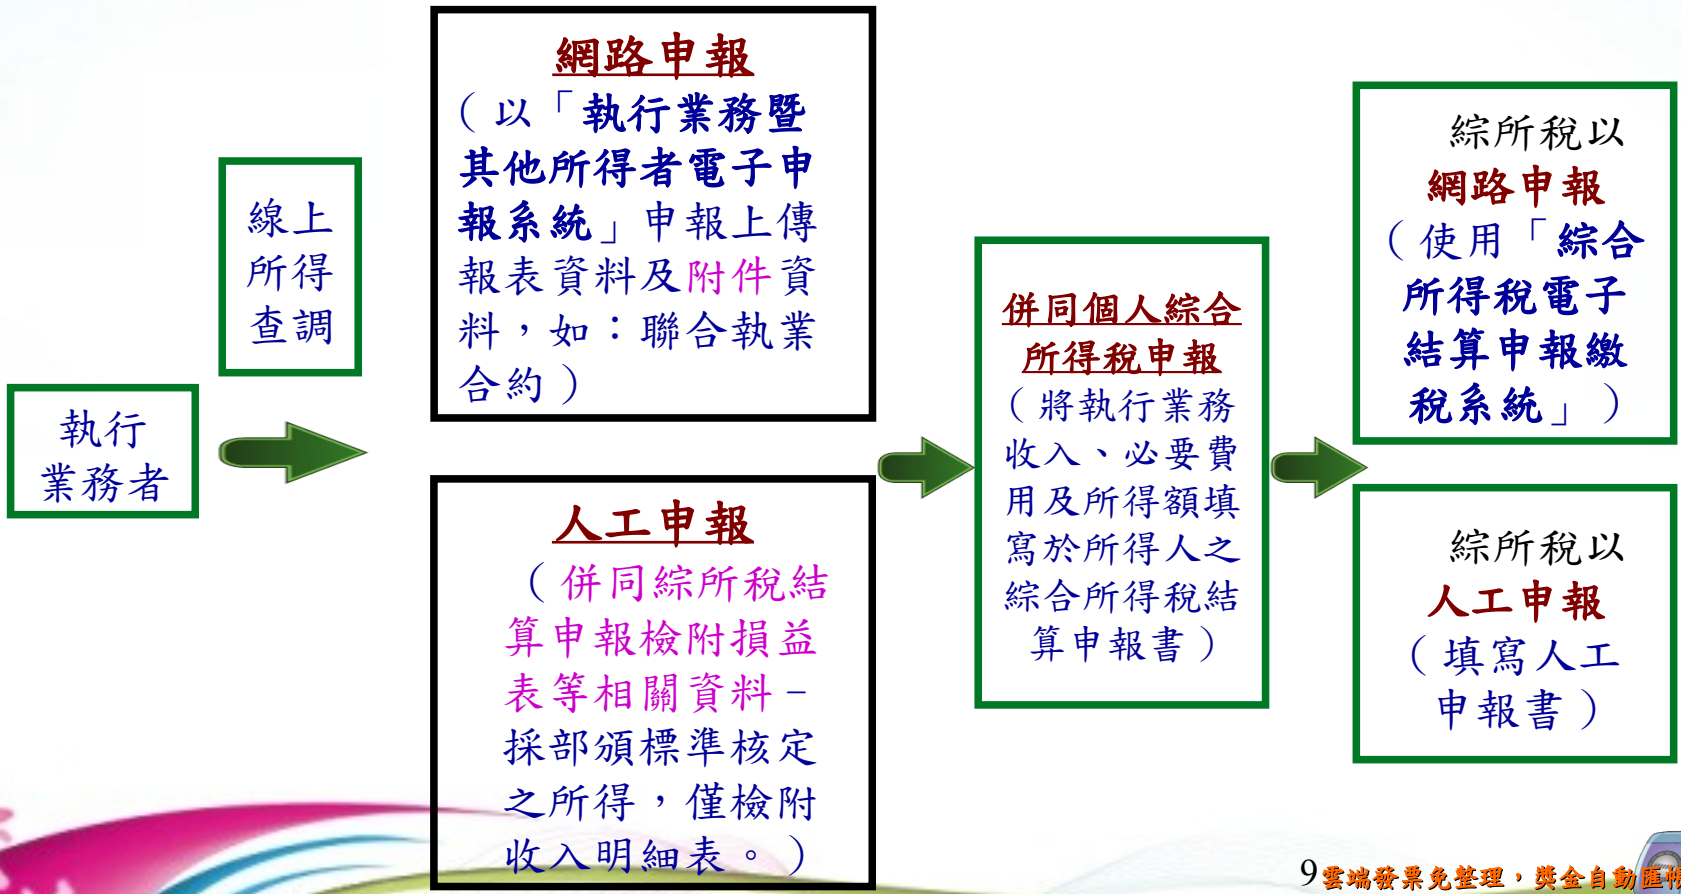 執行
業務者
線上
所得
查調
網路申報
（以「執行業務暨
其他所得者電子申
報系統」申報上傳
報表資料及附件資
料，如：聯合執業
合約）
人工申報
（併同綜所稅結
算申報檢附損益
表等相關資料－
採部頒標準核定
之所得，僅檢附
收入明細表。）
併同個人綜合
所得稅申報
（將執行業務
收入、必要費
用及所得額填
寫於所得人之
綜合所得稅結
算申報書）
綜所稅以
網路申報
（使用「綜合
所得稅電子
結算申報繳
稅系統」）
綜所稅以
人工申報
（填寫人工
申報書）
9
雲端發票免整理，獎金自動匯帳